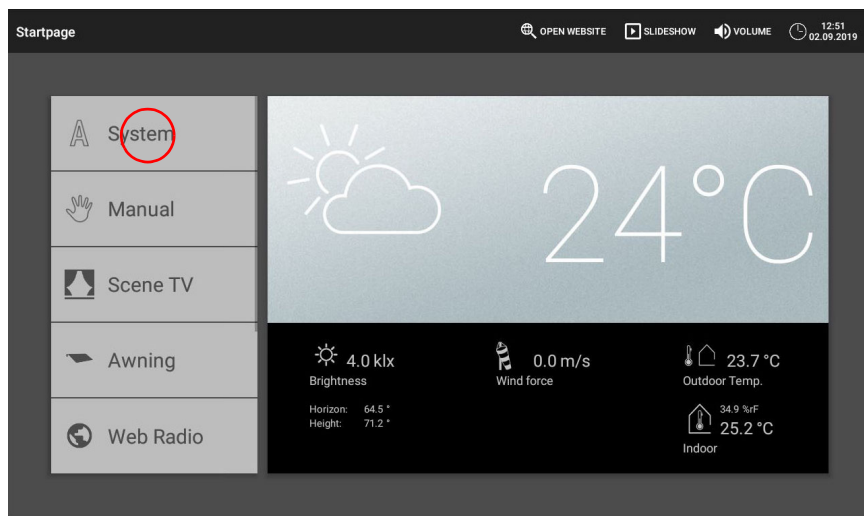 Startpage
OPEN WEBSITE
SLIDESHOW
VOLUME
12:51
02.09.2019
System
Manual
Scene TV
Awning
Web Radio
24°C
4.0 klx
Brightness
Horizon: 64.5 °
Height: 71.2 °
0.0 m/s
Wind force
23.7 °C
Outdoor Temp.
34.9 %rF
25.2 °C
Indoor